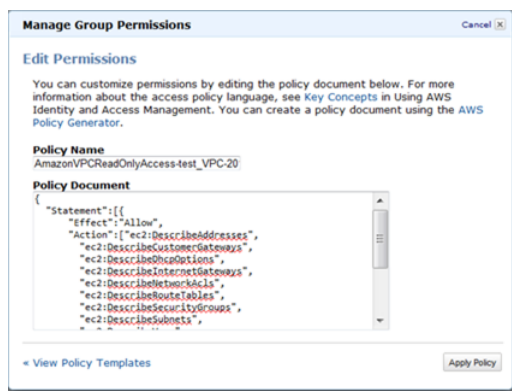 Manage Group Permissions
Cancel
Edit Permissions
You can customize permissions by editing the policy document below. For more
information about the access policy language, see Key Concepts in Using AWS
Identity and Access Management. You can create a policy document using the AWS
Policy Generator.
Policy Name
AmazonVPCReadOnlyAccess-test_VPC-20
Policy Document
{
"Statement":[{
"Effect":"Allow",
"Action":["ec2:DescribeAddresses",
"ec2:DescribeCustomerGateways",
"ec2:DescribeDhcpOptions",
"ec2:DescribeInternetGateways",
"ec2:DescribeNetworkAcls",
"ec2:DescribeRouteTables",
"ec2:DescribeSecurityGroups",
"ec2:DescribeSubnets",
« View Policy Templates
Apply Policy